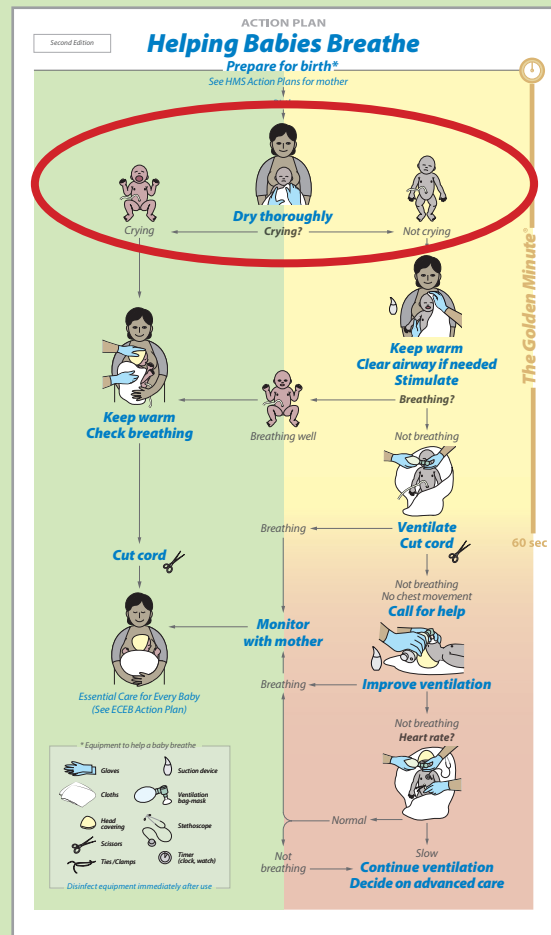 ACTION PLAN
Second Edition
Helping Babies Breathe
Prepare for birth*
See HMS Action Plans for mother
Dry thoroughly
Crying
Crying?
Not crying
The Golden Minute®
Keep warm
Clear airway if needed
Stimulate
Keep warm
Check breathing
Breathing well
Breathing?
Not breathing
Breathing
Ventilate
Cut cord
60 sec
Cut cord
Not breathing
No chest movement
Call for help
Monitor
with mother
Essential Care for Every Baby
(See ECEB Action Plan)
Breathing
Improve ventilation
Not breathing
Heart rate?
Normal
Slow
Not
breathing
Continue ventilation
Decide on advanced care
* Equipment to help a baby breathe
Gloves
Suction device
Cloths
Ventilation
bag-mask
Head
covering
Stethoscope
Scissors
Ties/Clamps
Timer
(clock, watch)
Disinfect equipment immediately after use